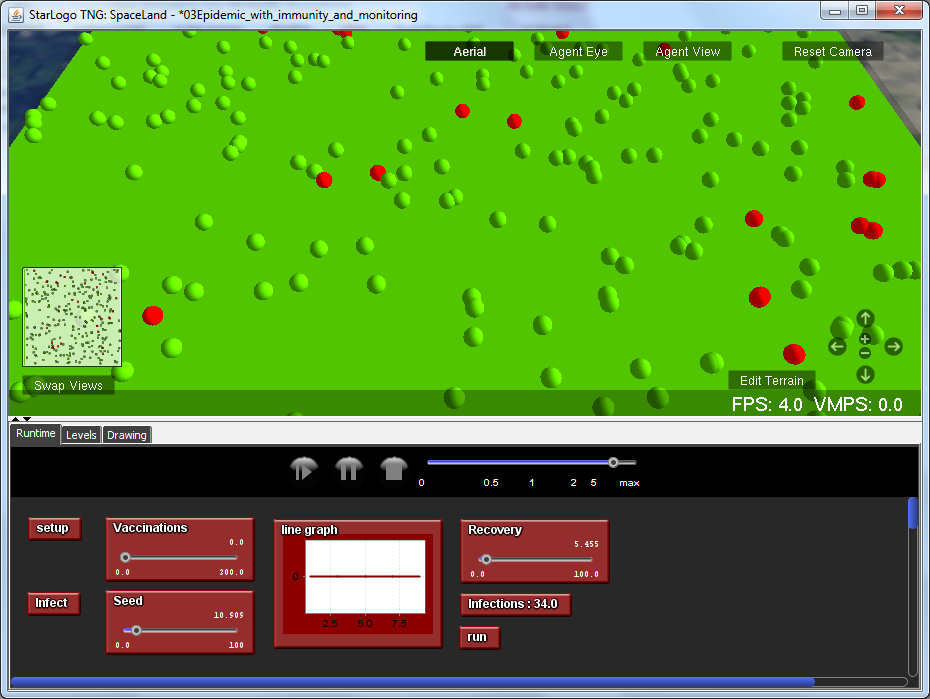 StarLogo TNG: SpaceLand - *03Epidemic_with_immunity_and_monitoring
Aerial
Agent Eye
Agent View
Reset Camera
Swap Views
Edit Terrain
FPS: 4.0 VMPS: 0.0
Runtime
Levels
Drawing
0 0.5 1 2 5 max
setup
Vaccinations
0.0
0.0 300.0
line graph
0
2.5 5.0 7.5
Recovery
5.455
0.0 100.0
Infect
Seed
10.909
0.0 100
Infections : 34.0
run